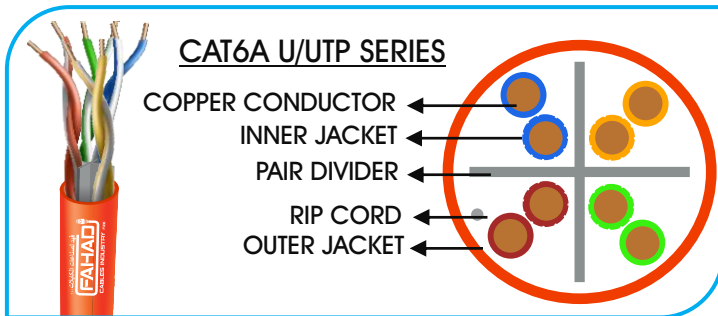 CAT6A U/UTP SERIES
COPPER CONDUCTOR
INNER JACKET
PAIR DIVIDER
RIP CORD
OUTER JACKET
FAHAD
CABLES INDUSTRY